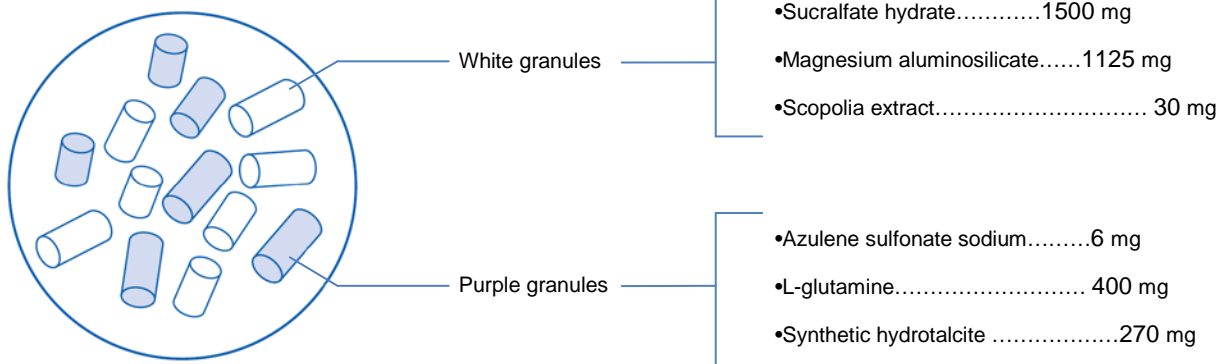 White granules
•Sucralfate hydrate…………1500 mg
•Magnesium aluminosilicate……1125 mg
•Scopolia extract………………………… 30 mg
Purple granules
•Azulene sulfonate sodium………6 mg
•L-glutamine………………………… 400 mg
•Synthetic hydrotalcite ………………270 mg